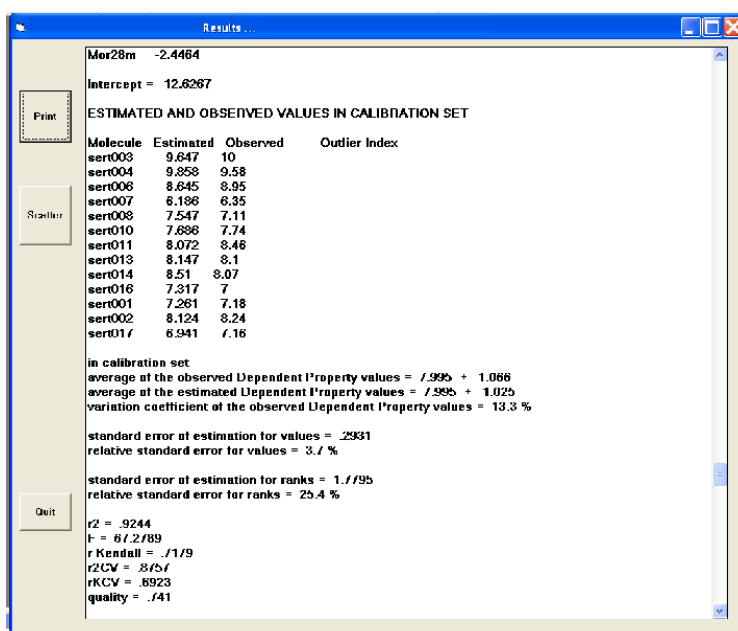 Results ...
Mor28m -2.4464
Intercept = 12.6267
Print
ESTIMATED AND OBSERVED VALUES IN CALIBRATION SET
Molecule Estimated Observed Outlier Index
sert003 9.647 10
sert004 9.858 9.58
sert006 8.645 8.95
sert007 6.186 6.35
Scatter
sert008 7.547 7.11
sert010 7.686 7.74
sert011 8.072 8.46
sert013 8.147 8.1
sert014 8.51 8.07
sert016 7.317 7
sert001 7.261 7.18
sert002 8.124 8.24
sert017 6.941 7.16
in calibration set
average of the observed Dependent Property values = 7.995 + 1.066
average of the estimated Dependent Property values = 7.995 + 1.025
variation coefficient of the observed Dependent Property values = 13.3 %
standard error of estimation for values = .2931
relative standard error for values = 3.7 %
standard error of estimation for ranks = 1.7795
relative standard error for ranks = 25.4 %
Quit
r2 = .9244
F = 67.2789
r Kendall = .7179
r2CV = .8757
rKCV = .6923
quality = .741